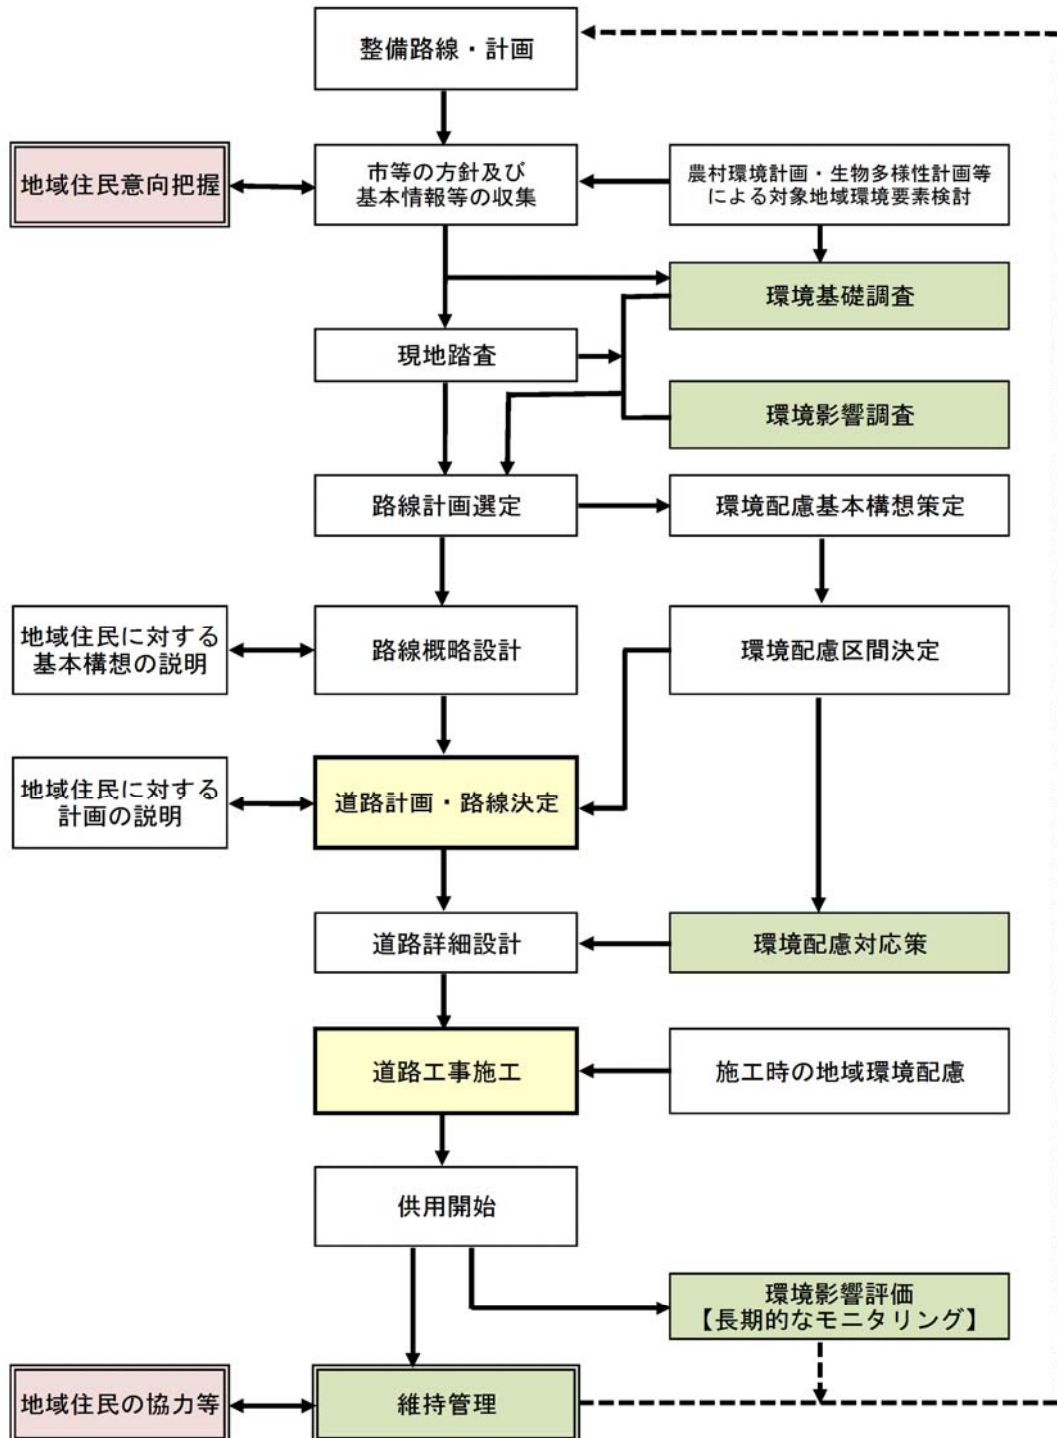 整備路線・計画
地域住民意向把握
市等の方針及び
基本情報等の収集
農村環境計画・生物多様性計画等
による対象地域環境要素検討
環境基礎調査
現地踏査
環境影響調査
路線計画選定
環境配慮基本構想策定
地域住民に対する
基本構想の説明
路線概略設計
環境配慮区間決定
地域住民に対する
計画の説明
道路計画・路線決定
道路詳細設計
環境配慮対応策
道路工事施工
施工時の地域環境配慮
供用開始
環境影響評価
【長期的なモニタリング】
地域住民の協力等
維持管理